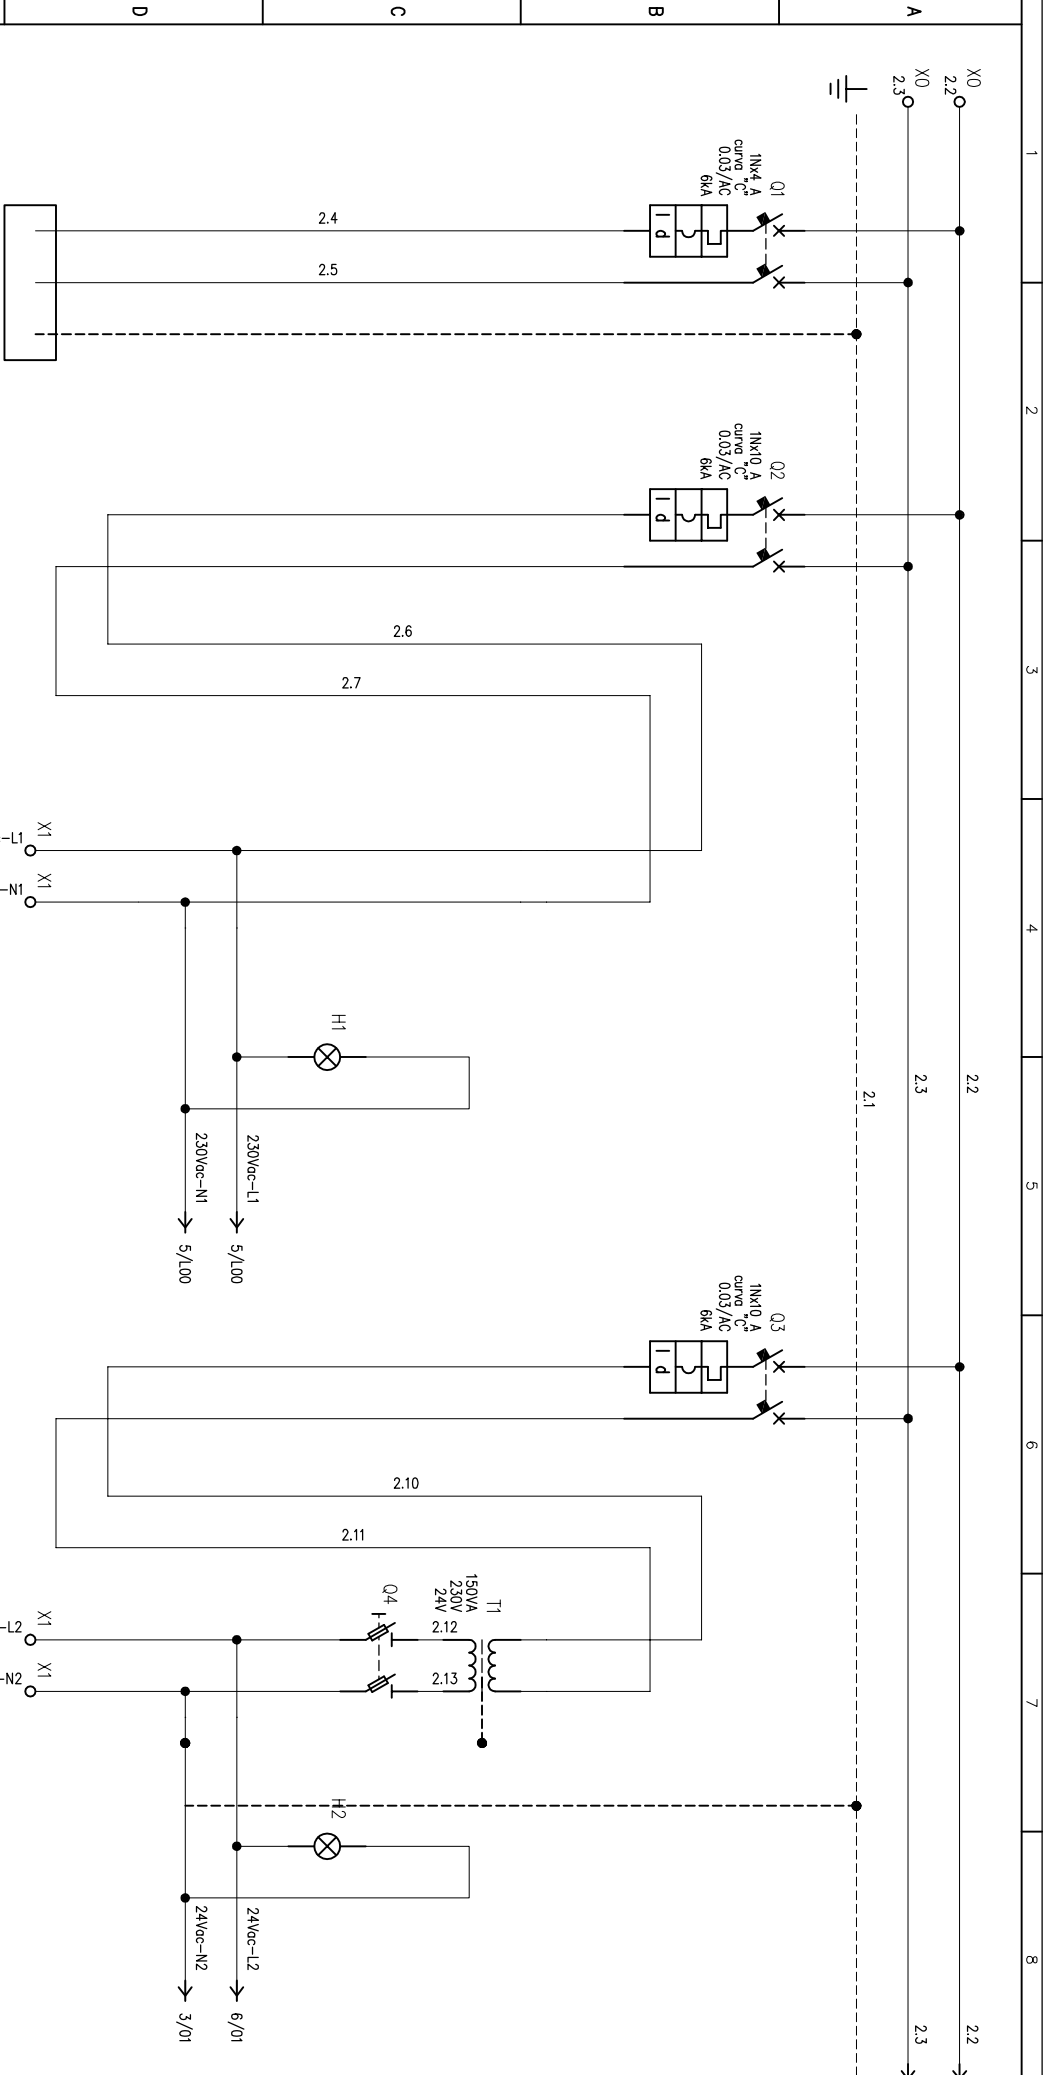 A
B
C
D
1
2
3
4
5
6
7
8
X0
2.2
X0
2.3
2.2
2.3
2.1
2.2
2.3
Q1
1Nx4 A
curva "C"
0.03/AC
6kA
I d
2.4
2.5
Q2
1Nx10 A
curva "C"
0.03/AC
6kA
I d
2.6
2.7
X1
-L1
X1
-N1
H1
230Vac-L1
5/L00
230Vac-N1
5/L00
Q3
1Nx10 A
curva "C"
0.03/AC
6kA
I d
2.10
2.11
T1
150VA
230V
24V
2.12
2.13
Q4
X1
-L2
X1
-N2
H2
24Vac-L2
6/01
24Vac-N2
3/01